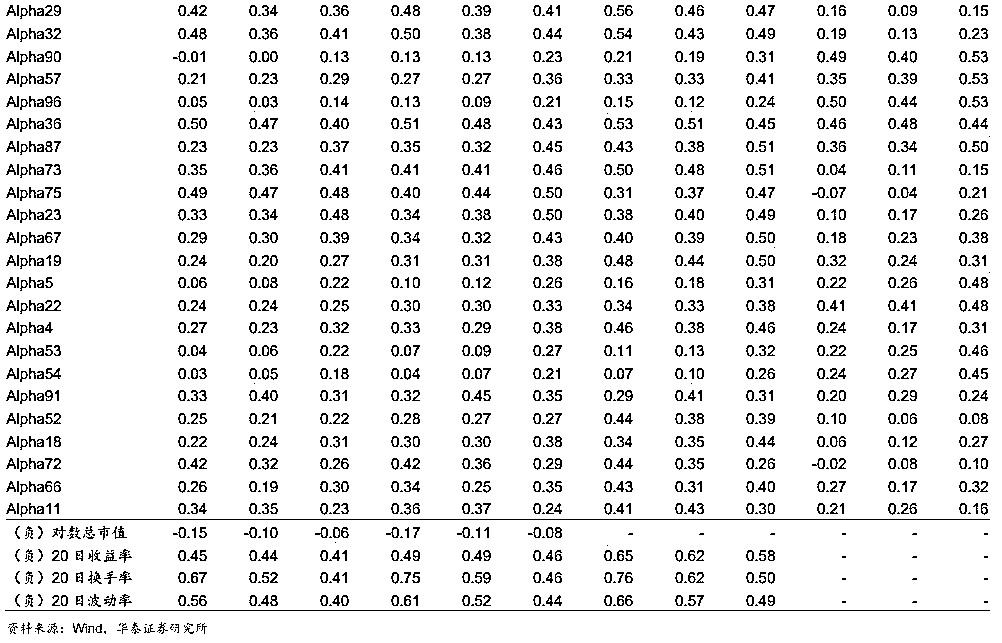 Alpha29 0.42 0.34 0.36 0.48 0.39 0.41 0.56 0.46 0.47 0.16 0.09 0.15
Alpha32 0.48 0.36 0.41 0.50 0.38 0.44 0.54 0.43 0.49 0.19 0.13 0.23
Alpha90 -0.01 0.00 0.13 0.13 0.13 0.23 0.21 0.19 0.31 0.49 0.40 0.53
Alpha57 0.21 0.23 0.29 0.27 0.27 0.36 0.33 0.33 0.41 0.35 0.39 0.53
Alpha96 0.05 0.03 0.14 0.13 0.09 0.21 0.15 0.12 0.24 0.50 0.44 0.53
Alpha36 0.50 0.47 0.40 0.51 0.48 0.43 0.53 0.51 0.45 0.46 0.48 0.44
Alpha87 0.23 0.23 0.37 0.35 0.32 0.45 0.43 0.38 0.51 0.36 0.34 0.50
Alpha73 0.35 0.36 0.41 0.41 0.41 0.46 0.50 0.48 0.51 0.04 0.11 0.15
Alpha75 0.49 0.47 0.48 0.40 0.44 0.50 0.31 0.37 0.47 -0.07 0.04 0.21
Alpha23 0.33 0.34 0.48 0.34 0.38 0.50 0.38 0.40 0.49 0.10 0.17 0.26
Alpha67 0.29 0.30 0.39 0.34 0.32 0.43 0.40 0.39 0.50 0.18 0.23 0.38
Alpha19 0.24 0.20 0.27 0.31 0.31 0.38 0.48 0.44 0.50 0.32 0.24 0.31
Alpha5 0.06 0.08 0.22 0.10 0.12 0.26 0.16 0.18 0.31 0.22 0.26 0.48
Alpha22 0.24 0.24 0.25 0.30 0.30 0.33 0.34 0.33 0.38 0.41 0.41 0.48
Alpha4 0.27 0.23 0.32 0.33 0.29 0.38 0.46 0.38 0.46 0.24 0.17 0.31
Alpha53 0.04 0.06 0.22 0.07 0.09 0.27 0.11 0.13 0.32 0.22 0.25 0.46
Alpha54 0.03 0.05 0.18 0.04 0.07 0.21 0.07 0.10 0.26 0.24 0.27 0.45
Alpha91 0.33 0.40 0.31 0.32 0.45 0.35 0.29 0.41 0.31 0.20 0.29 0.24
Alpha52 0.25 0.21 0.22 0.28 0.27 0.27 0.44 0.38 0.39 0.10 0.06 0.08
Alpha18 0.22 0.24 0.31 0.30 0.30 0.38 0.34 0.35 0.44 0.06 0.12 0.27
Alpha72 0.42 0.32 0.26 0.42 0.36 0.29 0.44 0.35 0.26 -0.02 0.08 0.10
Alpha66 0.26 0.19 0.30 0.34 0.25 0.35 0.43 0.31 0.40 0.27 0.17 0.32
Alpha11 0.34 0.35 0.23 0.36 0.37 0.24 0.41 0.43 0.30 0.21 0.26 0.16
（负）对数总市值 -0.15 -0.10 -0.06 -0.17 -0.11 -0.08 - - - - - -
（负）20日收益率 0.45 0.44 0.41 0.49 0.49 0.46 0.65 0.62 0.58 - - -
（负）20日换手率 0.67 0.52 0.41 0.75 0.59 0.46 0.76 0.62 0.50 - - -
（负）20日波动率 0.56 0.48 0.40 0.61 0.52 0.44 0.66 0.57 0.49 - - -
资料来源：Wind，华泰证券研究所